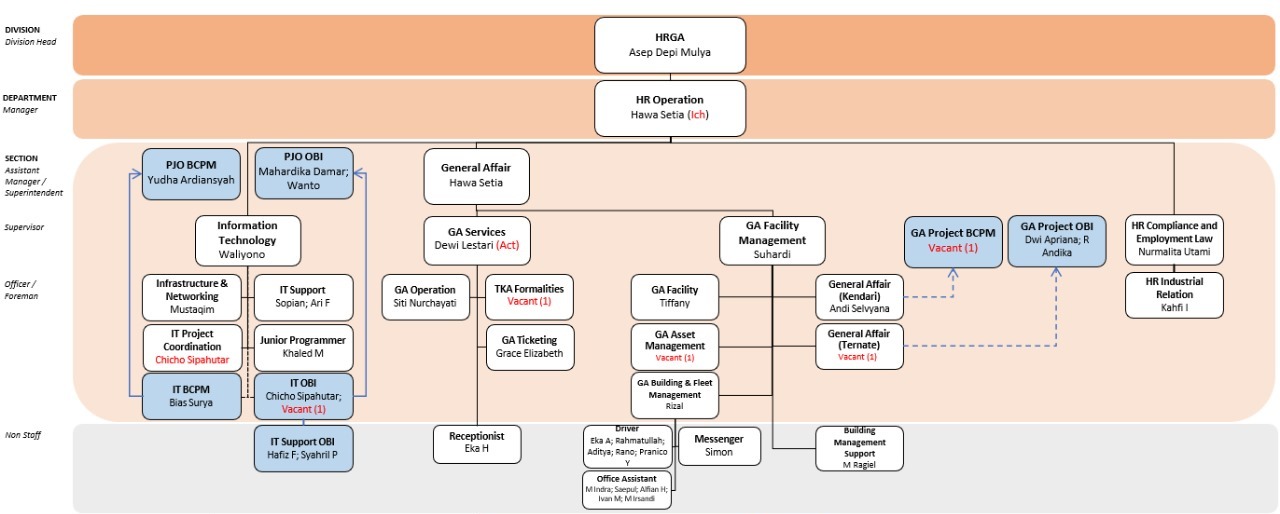 DIVISION
Division Head
HRGA
Asep Depi Mulya
DEPARTMENT
Manager
HR Operation
Hawa Setia (Ich)
SECTION
Assistant
Manager /
Superintendent
PJO BCPM
Yudha Ardiansyah
PJO OBI
Mahardika Damar;
Wanto
General Affair
Hawa Setia
Supervisor
Information
Technology
Waliyono
GA Services
Dewi Lestari (Act)
GA Facility
Management
Suhardi
GA Project BCPM
Vacant (1)
GA Project OBI
Dwi Apriana; R
Andika
HR Compliance and
Employment Law
Nurmalita Utami
Officer /
Foreman
Infrastructure &
Networking
Mustaqim
IT Support
Sopian; Ari F
GA Operation
Siti Nurchayati
TKA Formalities
Vacant (1)
GA Facility
Tiffany
General Affair
(Kendari)
Andi Selvyana
HR Industrial
Relation
Kahfi I
IT Project
Coordination
Chicho Sipahutar
Junior Programmer
Khaled M
GA Ticketing
Grace Elizabeth
GA Asset
Management
Vacant (1)
General Affair
(Ternate)
Vacant (1)
IT BCPM
Bias Surya
IT OBI
Chicho Sipahutar;
Vacant (1)
GA Building & Fleet
Management
Rizal
Non Staff
IT Support OBI
Hafiz F; Syahril P
Receptionist
Eka H
Driver
Eka A; Rahmatullah;
Aditya; Rano; Pranico
Y
Messenger
Simon
Building
Management
Support
M Ragiel
Office Assistant
M Indra; Saepul; Alfian H;
Ivan M; M Irsandi